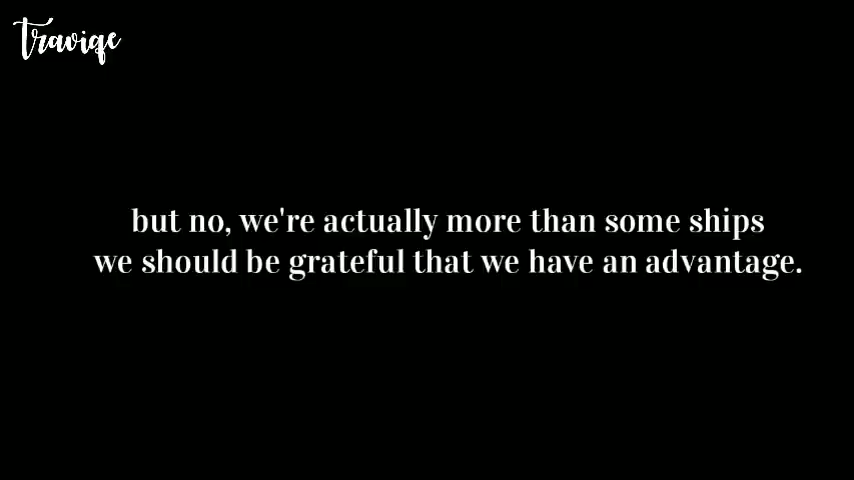 Traviqe
but no, we're actually more than some ships
we should be grateful that we have an advantage.